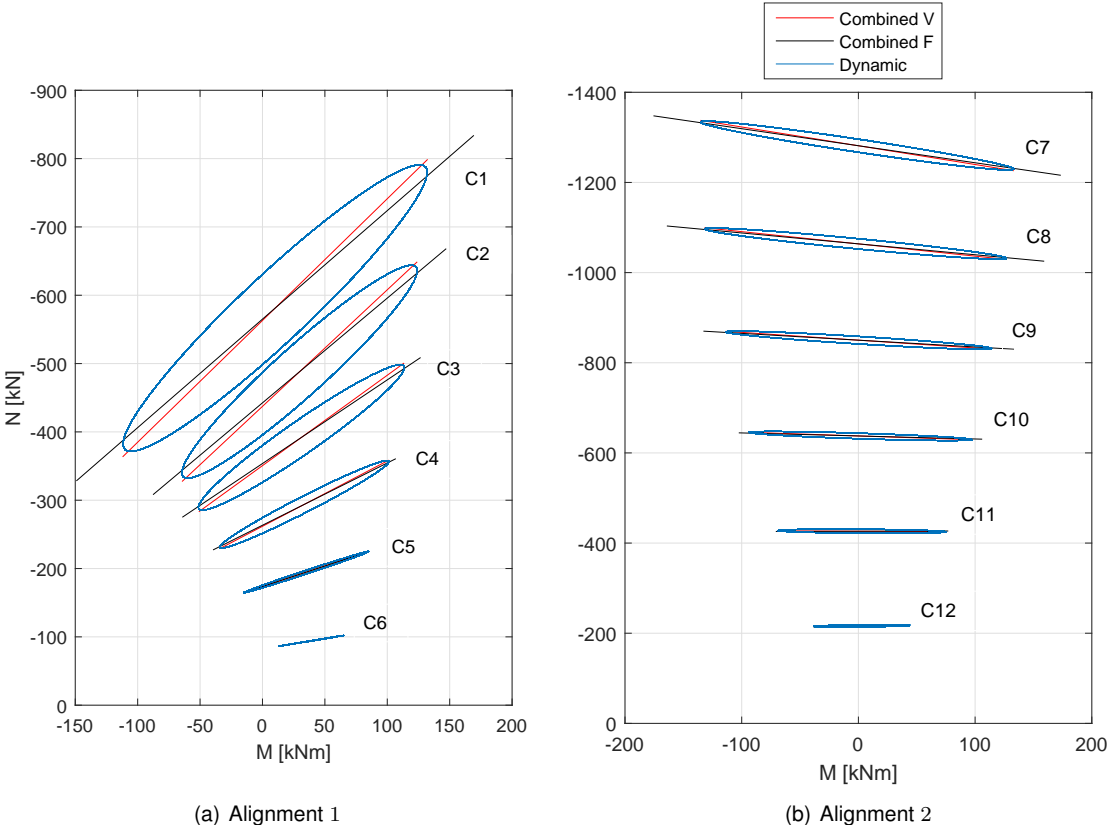 Combined V
Combined F
Dynamic
-900
-800
-700
-600
-500
-400
-300
-200
-100
0
N [kN]
-150
-100
-50
0
50
100
150
200
M [kNm]
C1
C2
C3
C4
C5
C6
(a) Alignment 1
-1400
-1200
-1000
-800
-600
-400
-200
0
-200
-100
0
100
200
M [kNm]
C7
C8
C9
C10
C11
C12
(b) Alignment 2